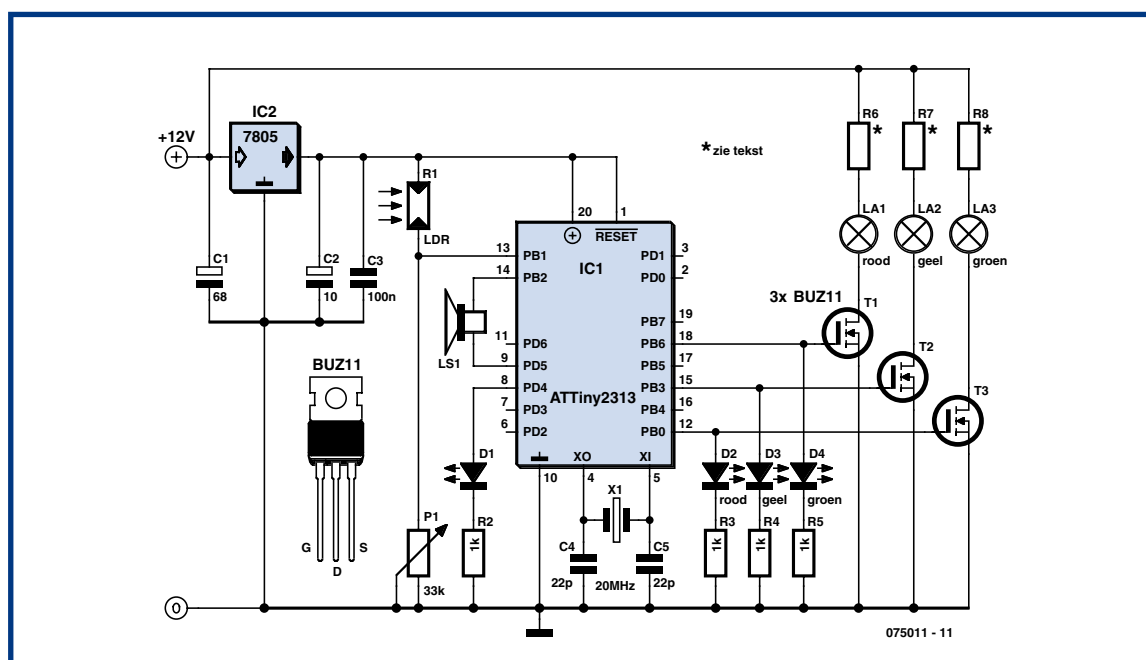 +12V
IC2
7805
C1
68
C2
10
C3
100n
R1
LDR
*zie tekst
R6
*
R7
*
R8
*
LA1
rood
LA2
geel
LA3
groen
3x BUZ11
T1
T2
T3
20
1
RESET
IC1
ATTiny2313
13
PB1
14
PB2
11
PD6
9
PD5
8
PD4
7
PD3
6
PD2
PD1
3
PD0
2
PB7
19
PB6
18
PB5
17
PB3
15
PB4
16
PB0
12
XO
XI
10
4
5
LS1
BUZ11
G
D
S
D1
R2
1k
P1
33k
X1
20MHz
C4
22p
C5
22p
D2
rood
D3
geel
D4
groen
R3
1k
R4
1k
R5
1k
0
075011 - 11